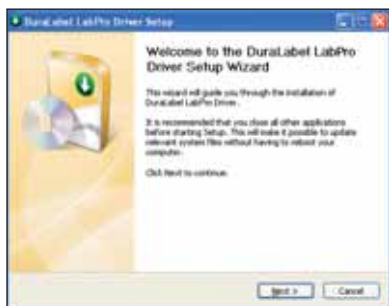 DuraLabel LabPro Driver Setup
Welcome to the DuraLabel LabPro
Driver Setup Wizard
This wizard will guide you through the installation of
DuraLabel LabPro Driver.
It is recommended that you close all other applications
before starting Setup. This will make it possible to update
relevant system files without having to reboot your
computer.
Click Next to continue.
Next >
Cancel